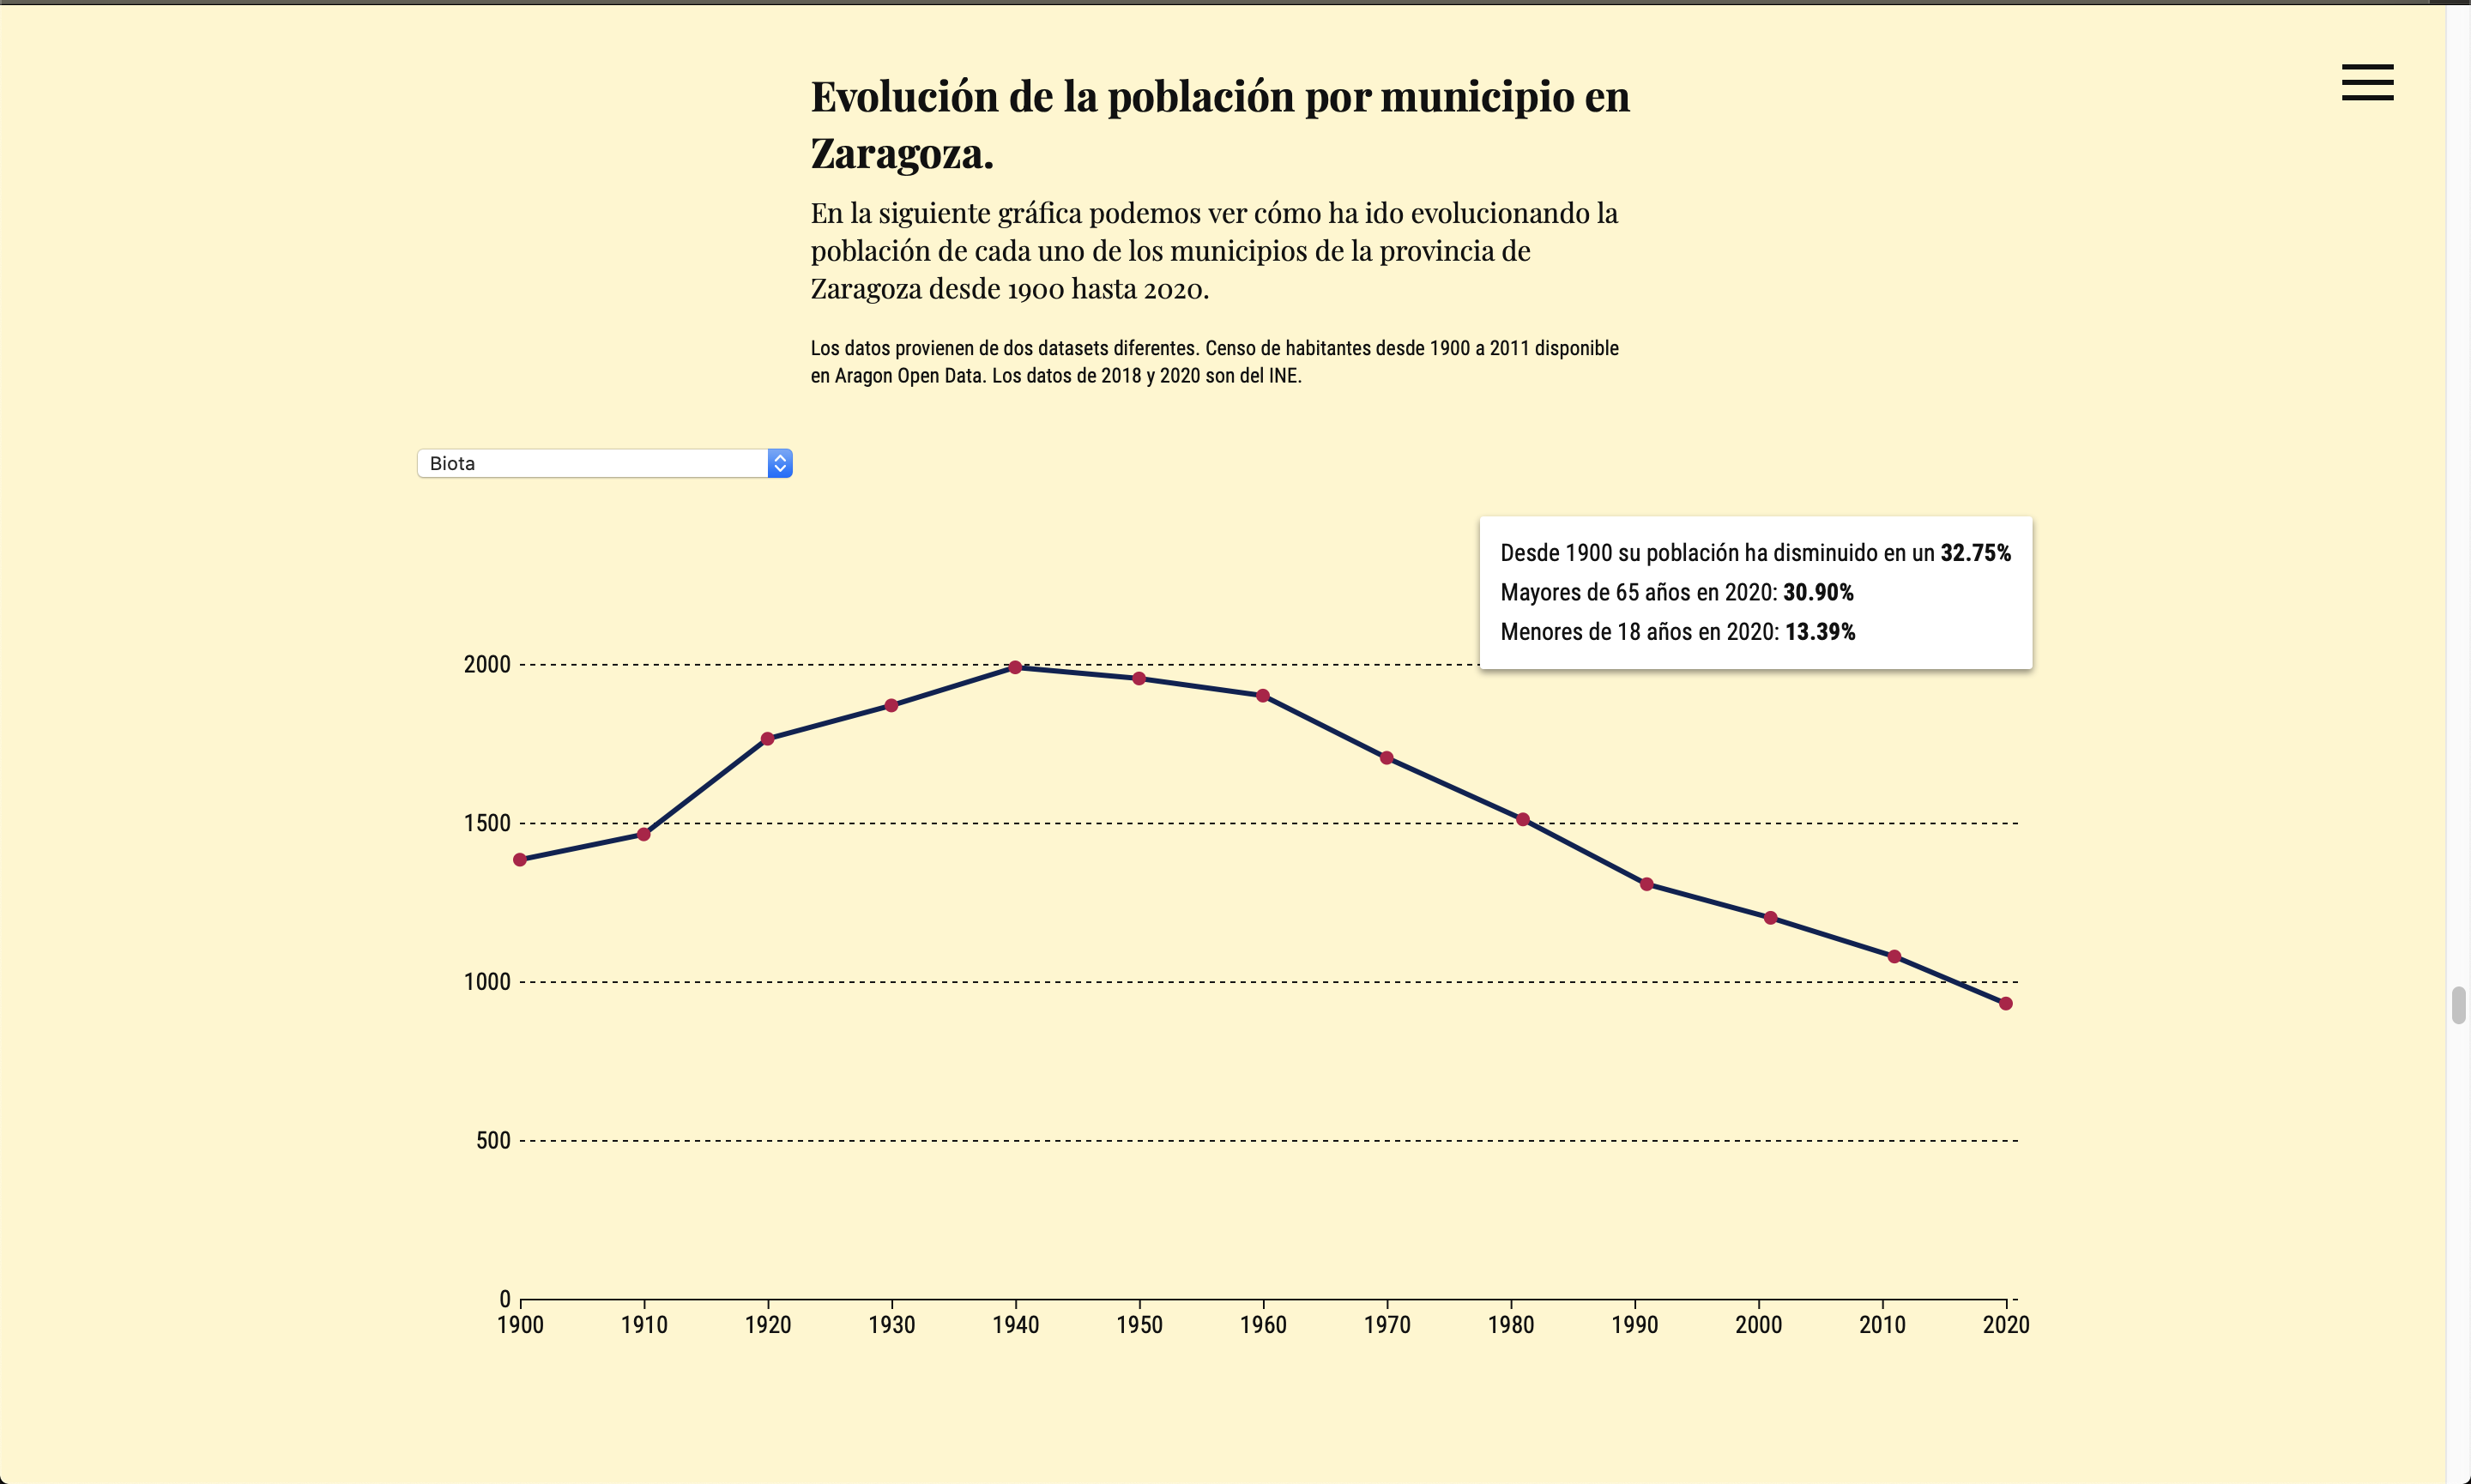 Evolución de la población por municipio en
Zaragoza.
En la siguiente gráfica podemos ver cómo ha ido evolucionando la
población de cada uno de los municipios de la provincia de
Zaragoza desde 1900 hasta 2020.
Los datos provienen de dos datasets diferentes. Censo de habitantes desde 1900 a 2011 disponible
en Aragon Open Data. Los datos de 2018 y 2020 son del INE.
Biota
Desde 1900 su población ha disminuido en un 32.75%
Mayores de 65 años en 2020: 30.90%
Menores de 18 años en 2020: 13.39%
2000
1500
1000
500
0
1900 1910 1920 1930 1940 1950 1960 1970 1980 1990 2000 2010 2020